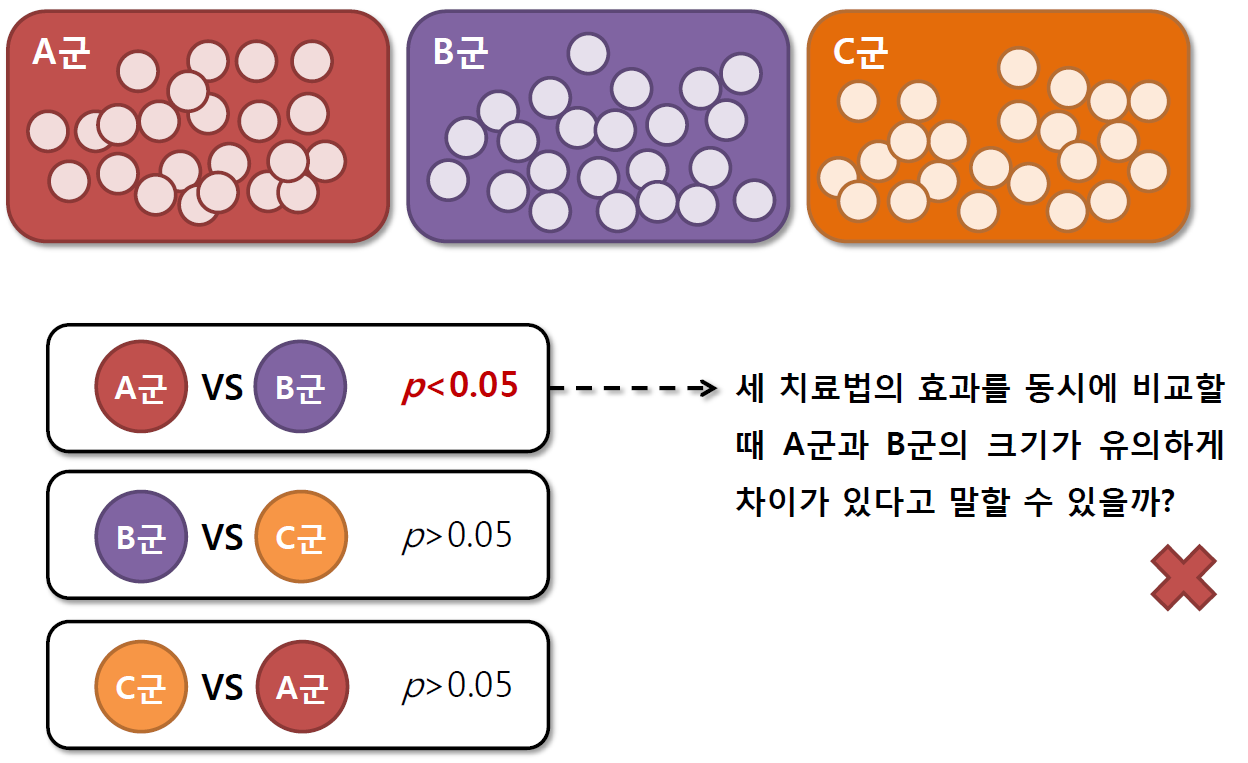 A군
B군
C군
A군 VS B군 p<0.05
세 치료법의 효과를 동시에 비교할
때 A군과 B군의 크기가 유의하게
차이가 있다고 말할 수 있을까?
B군 VS C군 p>0.05
C군 VS A군 p>0.05